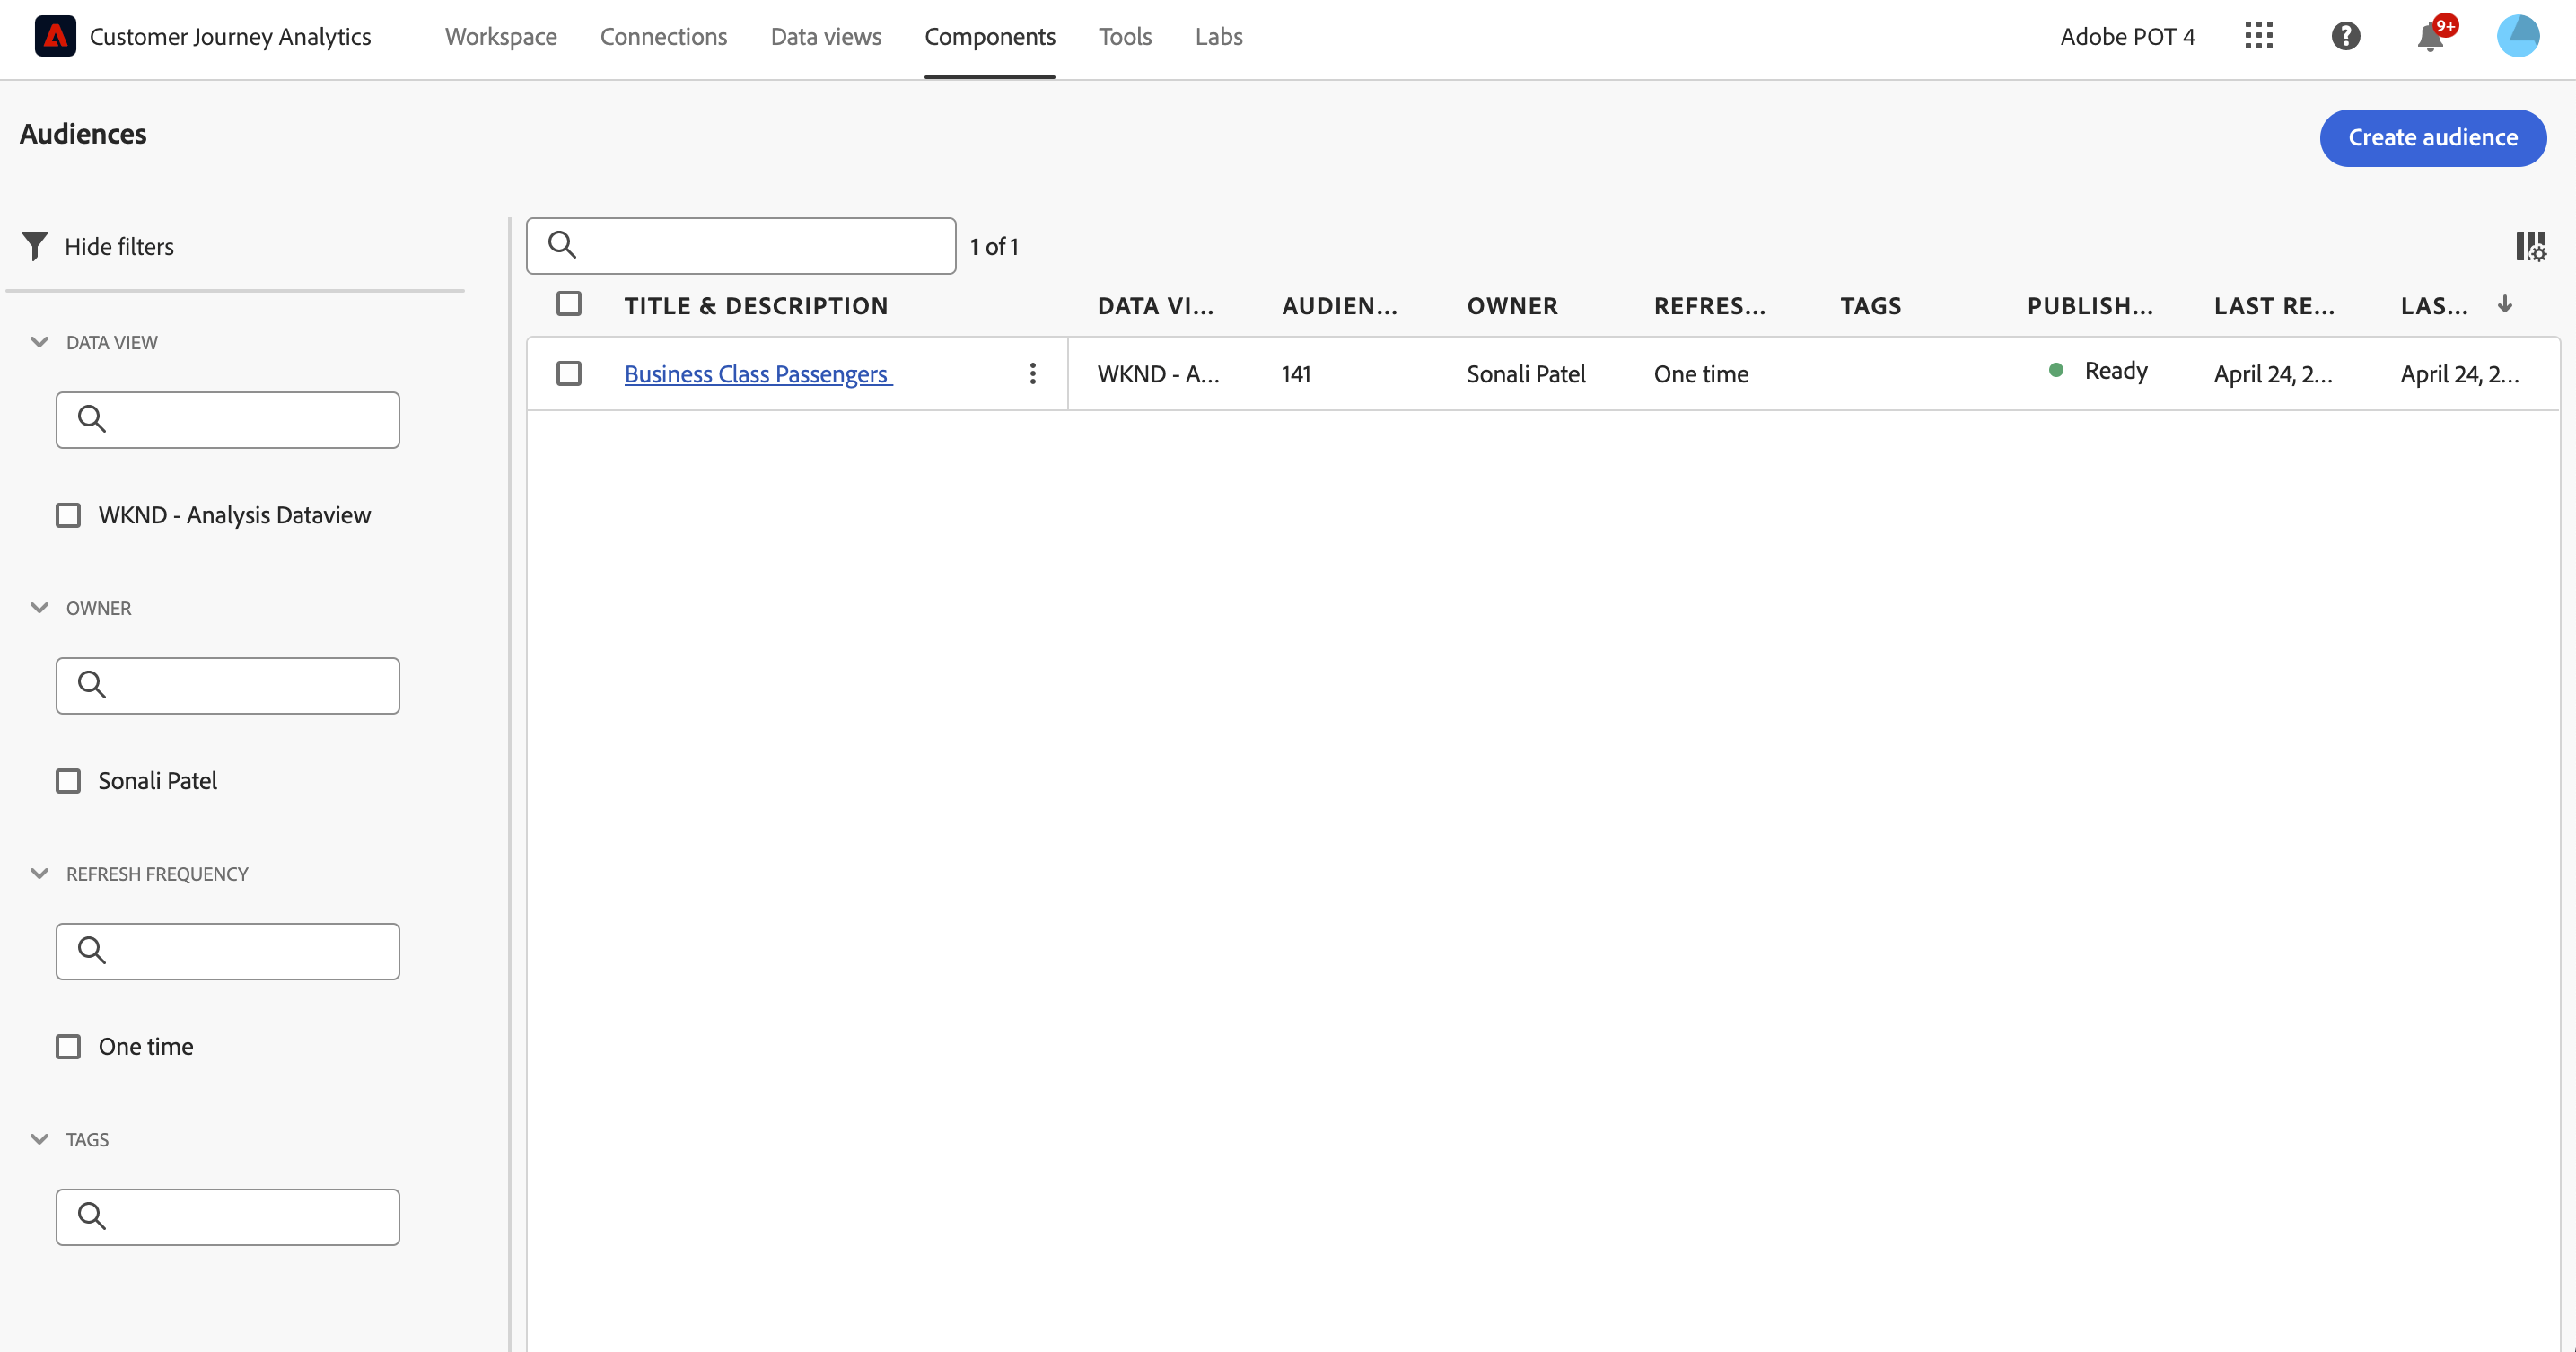 Customer Journey Analytics Workspace Connections Data views Components Tools Labs Adobe POT 4 9+
Audiences
Create audience
Hide filters
1 of 1
TITLE & DESCRIPTION DATA VI... AUDIEN... OWNER REFRES... TAGS PUBLISH... LAST RE... LAS...
Business Class Passengers WKND - A... 141 Sonali Patel One time Ready April 24, 2... April 24, 2...
DATA VIEW
WKND - Analysis Dataview
OWNER
Sonali Patel
REFRESH FREQUENCY
One time
TAGS